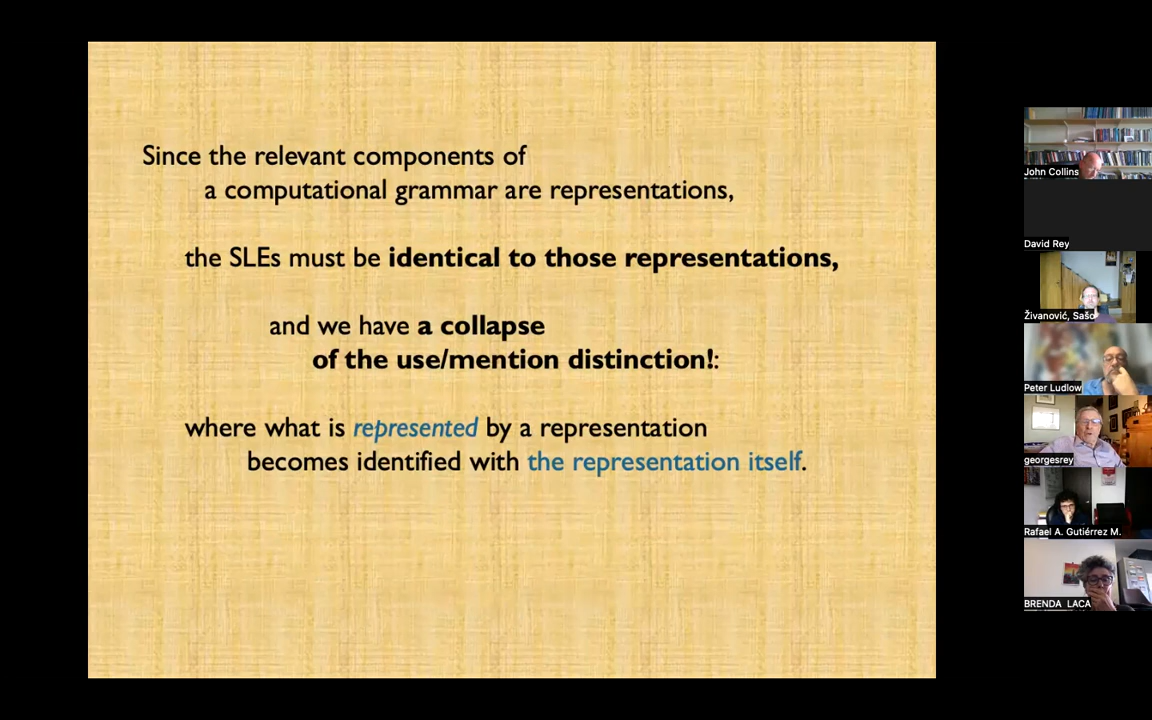 Since the relevant components of
a computational grammar are representations,
the SLEs must be identical to those representations,
and we have a collapse
of the use/mention distinction!:
where what is represented by a representation
becomes identified with the representation itself.
John Collins
David Rey
Živanović, Sašo
Peter Ludlow
georgesrey
Rafael A. Gutiérrez M.
BRENDA LACA